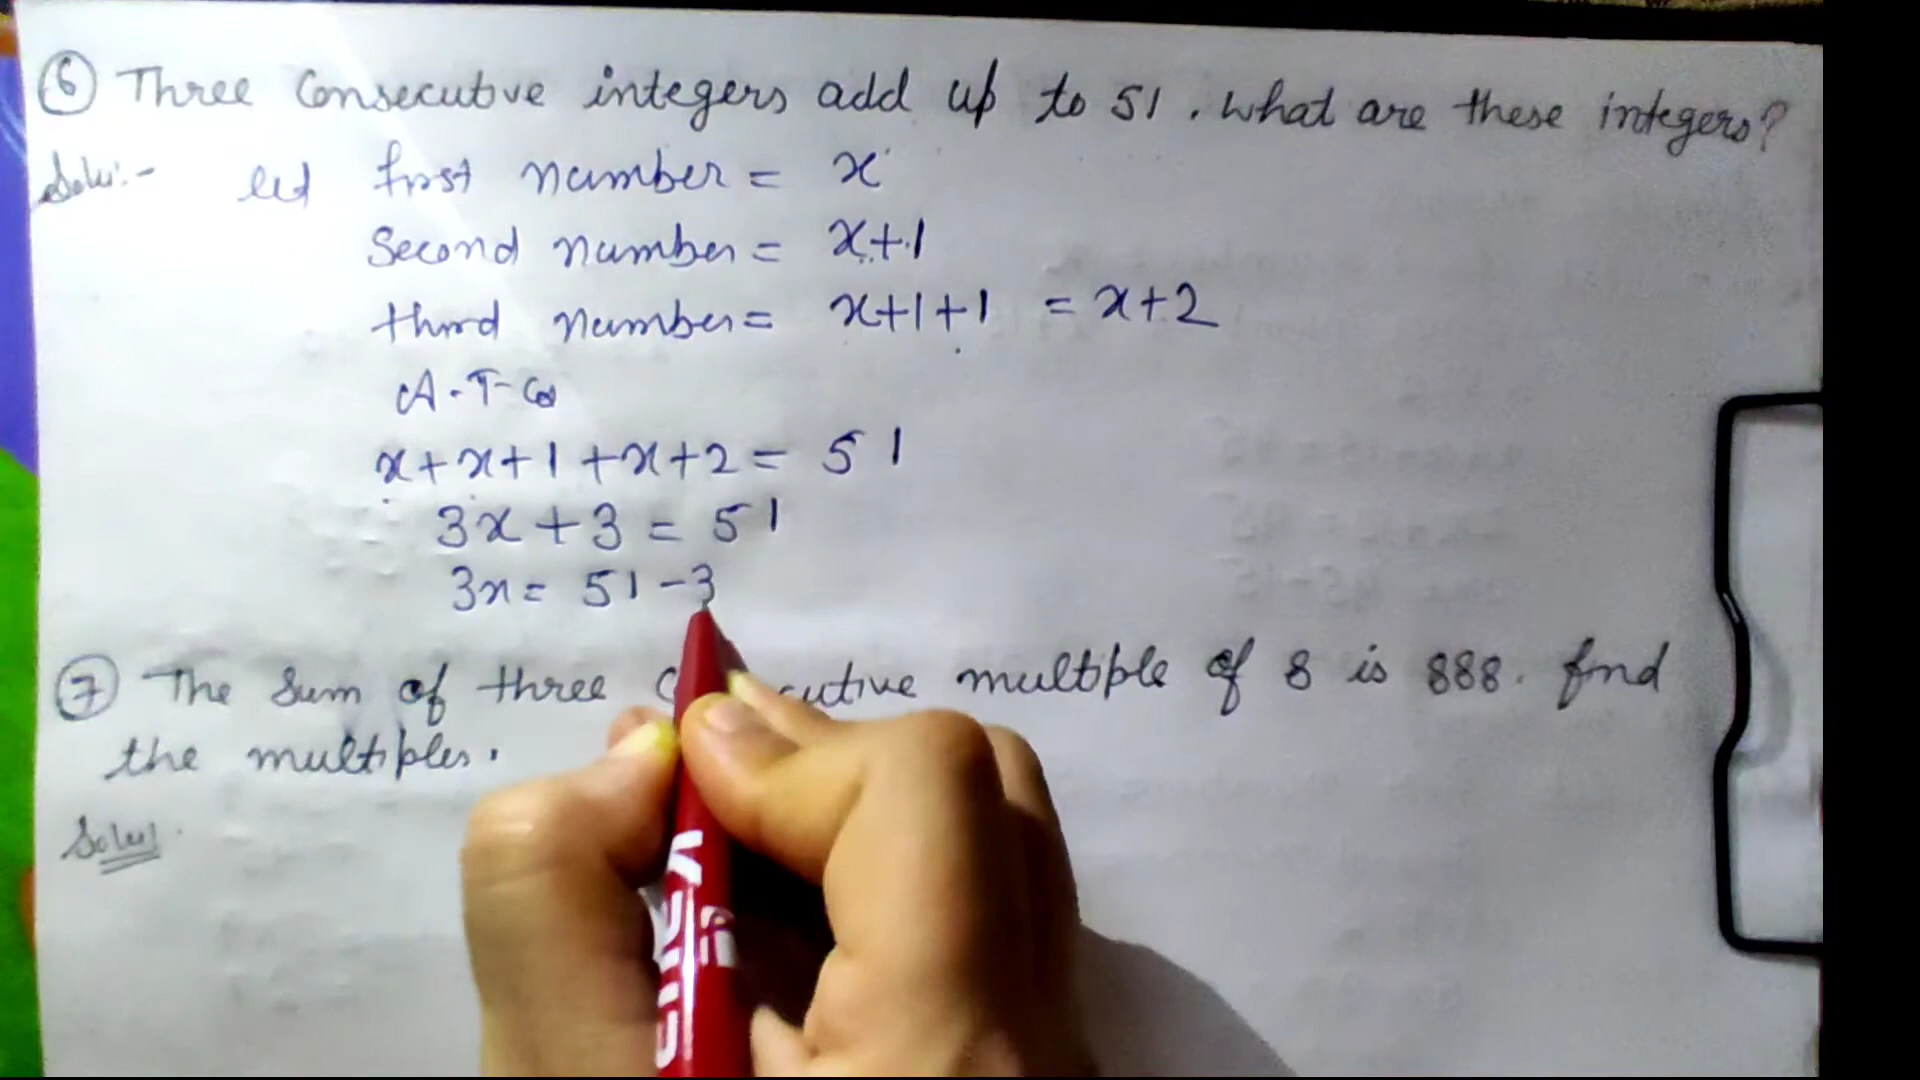 6 Three Consecutive integers add up to 51. what are these integers?
Solu:- let first number = x
Second number = x+1
third number = x+1+1 = x+2
A.T.Q
x+x+1+x+2 = 51
3x+3 = 51
3x = 51-3
7 The Sum of three cutive multiple of 8 is 888. find
the multiples.
Solu